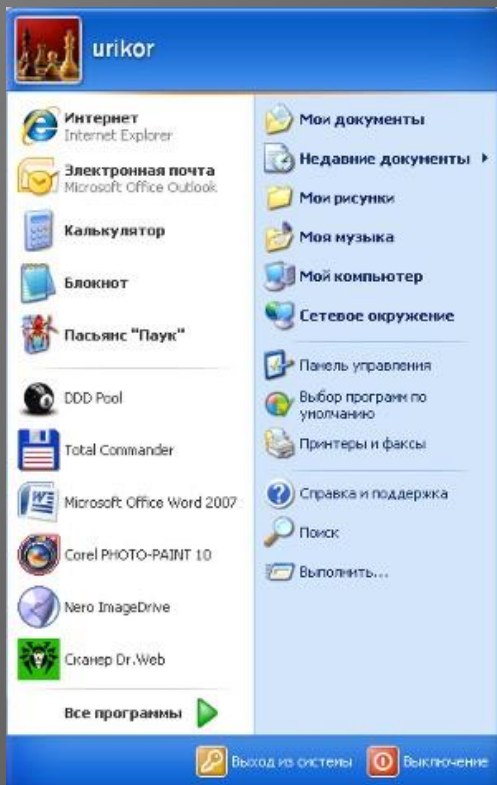 urikor
Интернет
Internet Explorer
Электронная почта
Microsoft Office Outlook
Калькулятор
Блокнот
Пасьянс "Паук"
DDD Pool
Total Commander
Microsoft Office Word 2007
Corel PHOTO-PAINT 10
Nero ImageDrive
Сканер Dr.Web
Все программы
Мои документы
Недавние документы
Мои рисунки
Моя музыка
Мой компьютер
Сетевое окружение
Панель управления
Выбор программ по
умолчанию
Принтеры и факсы
Справка и поддержка
Поиск
Выполнить...
Выход из системы
Выключение